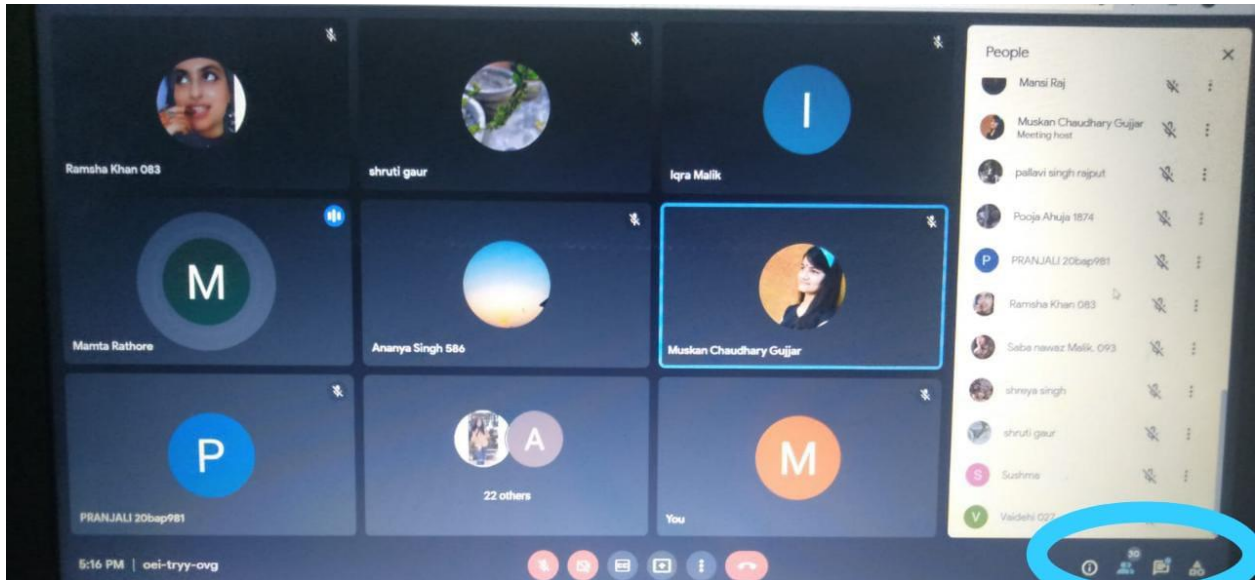 Ramsha Khan 083
shruti gaur
I
Iqra Malik
M
Mamta Rathore
Ananya Singh 586
Muskan Chaudhary Gujjar
P
PRANJALI 20bap981
A
22 others
M
You
5:16 PM | oei-tryy-ovg
People
Mansi Raj
Muskan Chaudhary Gujjar
Meeting host
pallavi singh rajput
Pooja Ahuja 1874
P PRANJALI 20bap981
Ramsha Khan 083
Saba nawaz Malik, 093
shreya singh
shruti gaur
S Sushma
V Vaidehi 027
30